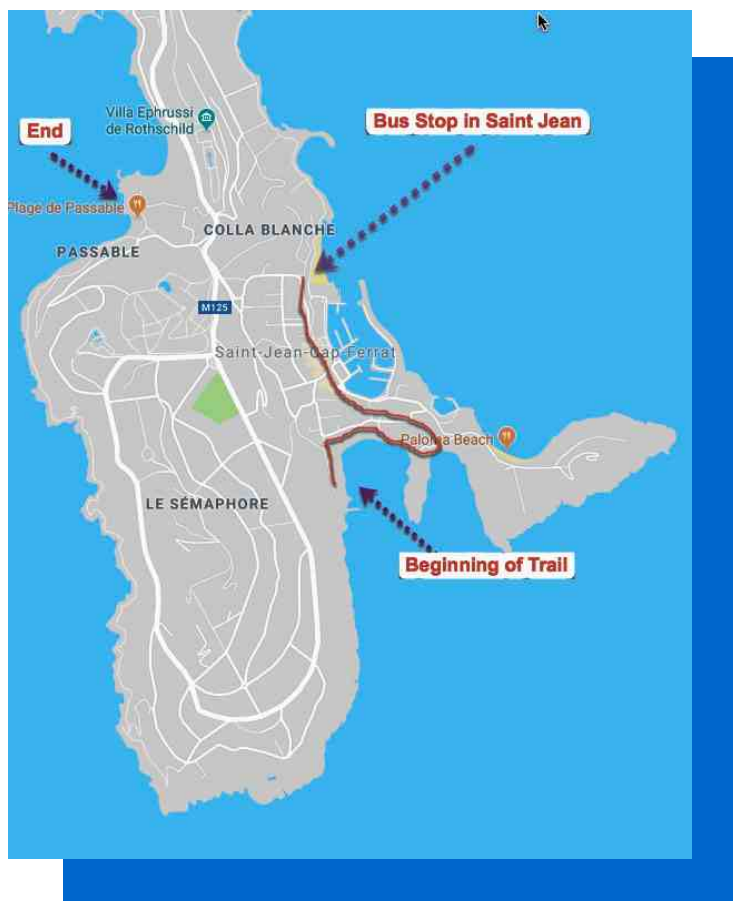 Villa Ephrussi
de Rothschild
End
Bus Stop in Saint Jean
Plage de Passable
COLLA BLANCHE
PASSABLE
M125
Saint-Jean-Cap-Ferrat
Paloma Beach
LE SÉMAPHORE
Beginning of Trail